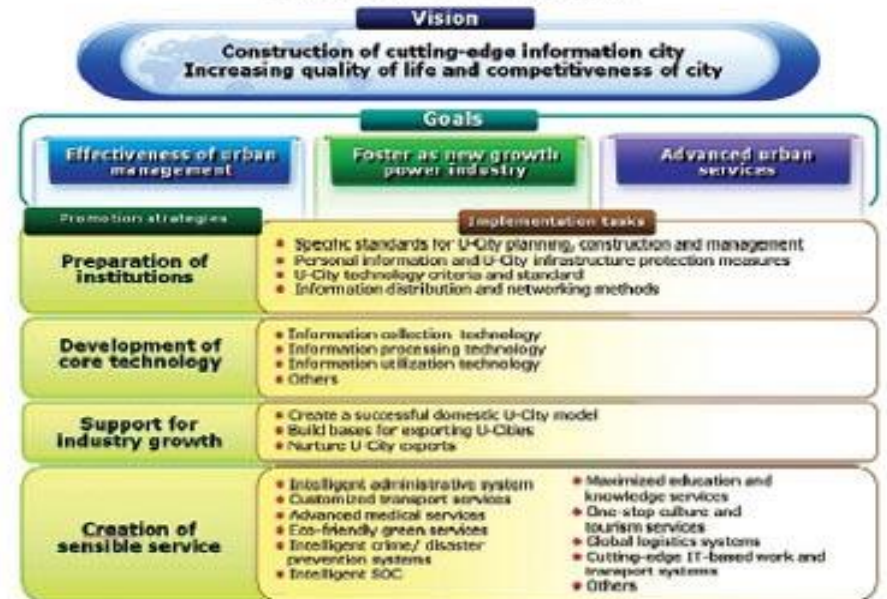 Vision
Construction of cutting-edge information city
Increasing quality of life and competitiveness of city
Goals
Effectiveness of urban
management
Foster as new growth
power industry
Advanced urban
services
Promotion strategies
Implementation tasks
Preparation of
institutions
• Specific standards for U-City planning, construction and management
• Personal information and U-City infrastructure protection measures
• U-City technology criteria and standard
• Information distribution and networking methods
Development of
core technology
• Information collection technology
• Information processing technology
• Information utilization technology
• Others
Support for
industry growth
• Create a successful domestic U-City model
• Build bases for exporting U-Cities
• Nurture U-City experts
Creation of
sensible service
• Intelligent administrative system
• Customized transport services
• Advanced medical services
• Eco-friendly green services
• Intelligent crime/ disaster
prevention systems
• Intelligent SOC
• Maximized education and
knowledge services
• One-stop culture and
tourism services
• Global logistics systems
• Cutting-edge IT-based work and
transport systems
• Others